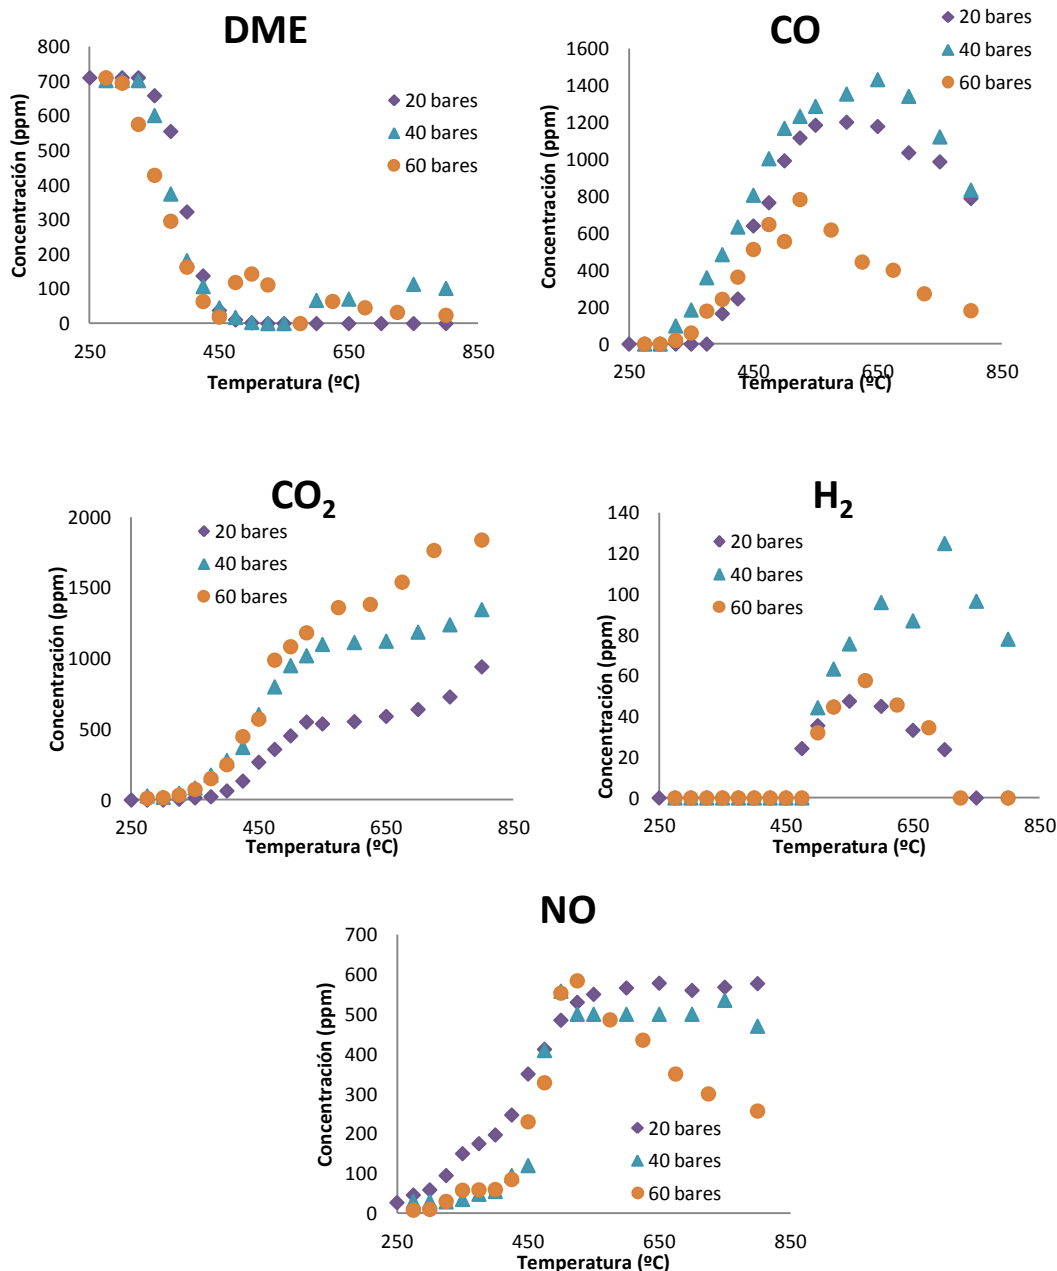 DME
Concentración (ppm)
800
700
600
500
400
300
200
100
0
250
450
650
850
Temperatura (ºC)
20 bares
40 bares
60 bares
CO
Concentración (ppm)
1600
1400
1200
1000
800
600
400
200
0
250
450
650
850
Temperatura (ºC)
20 bares
40 bares
60 bares
CO2
Concentración (ppm)
2000
1500
1000
500
0
250
450
650
850
Temperatura (ºC)
20 bares
40 bares
60 bares
H2
Concentración (ppm)
140
120
100
80
60
40
20
0
250
450
650
850
Temperatura (ºC)
20 bares
40 bares
60 bares
NO
Concentración (ppm)
700
600
500
400
300
200
100
0
250
450
650
850
Temperatura (ºC)
20 bares
40 bares
60 bares